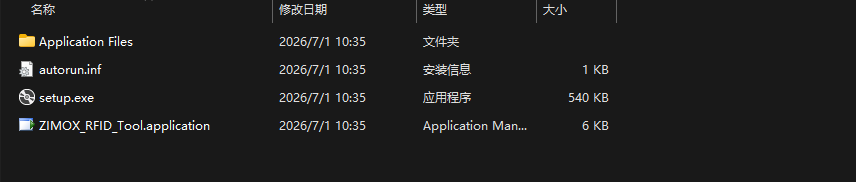 名称 修改日期 类型 大小
Application Files 2026/7/1 10:35 文件夹
autorun.inf 2026/7/1 10:35 安装信息 1 KB
setup.exe 2026/7/1 10:35 应用程序 540 KB
ZIMOX_RFID_Tool.application 2026/7/1 10:35 Application Man... 6 KB